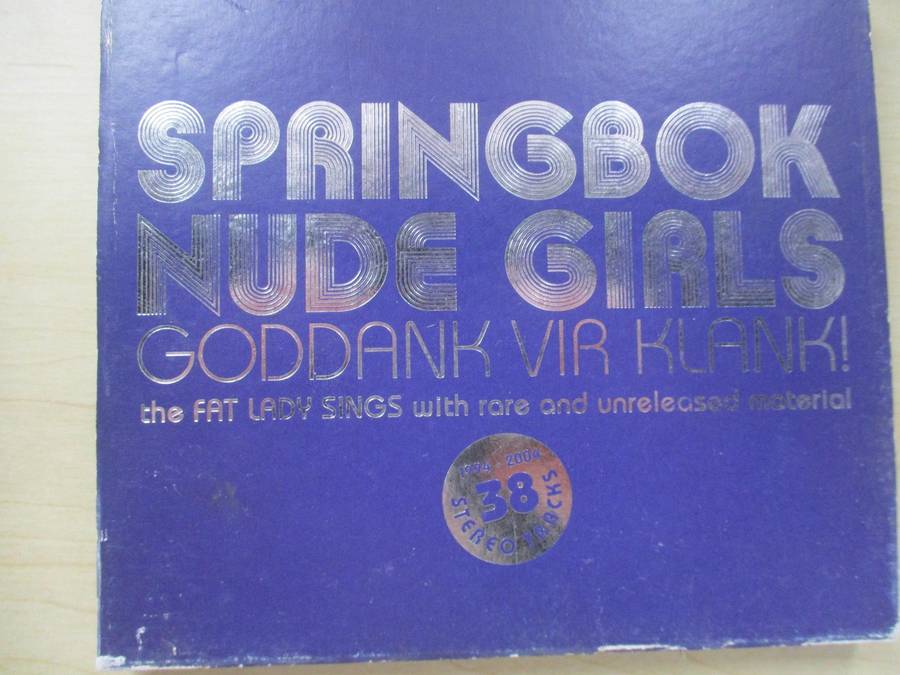 SPRINGBOK
NUDE GIRLS
GODDANK VIR KLANK!
the FAT LADY SINGS with rare and unreleased material
1994 - 2004
38
STEREO TRACKS